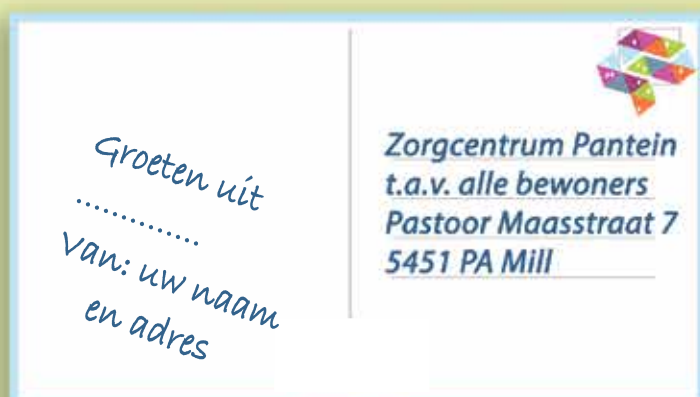 Groeten uit
..............
Van: uw naam
en adres
Zorgcentrum Pantein
t.a.v. alle bewoners
Pastoor Maasstraat 7
5451 PA Mill